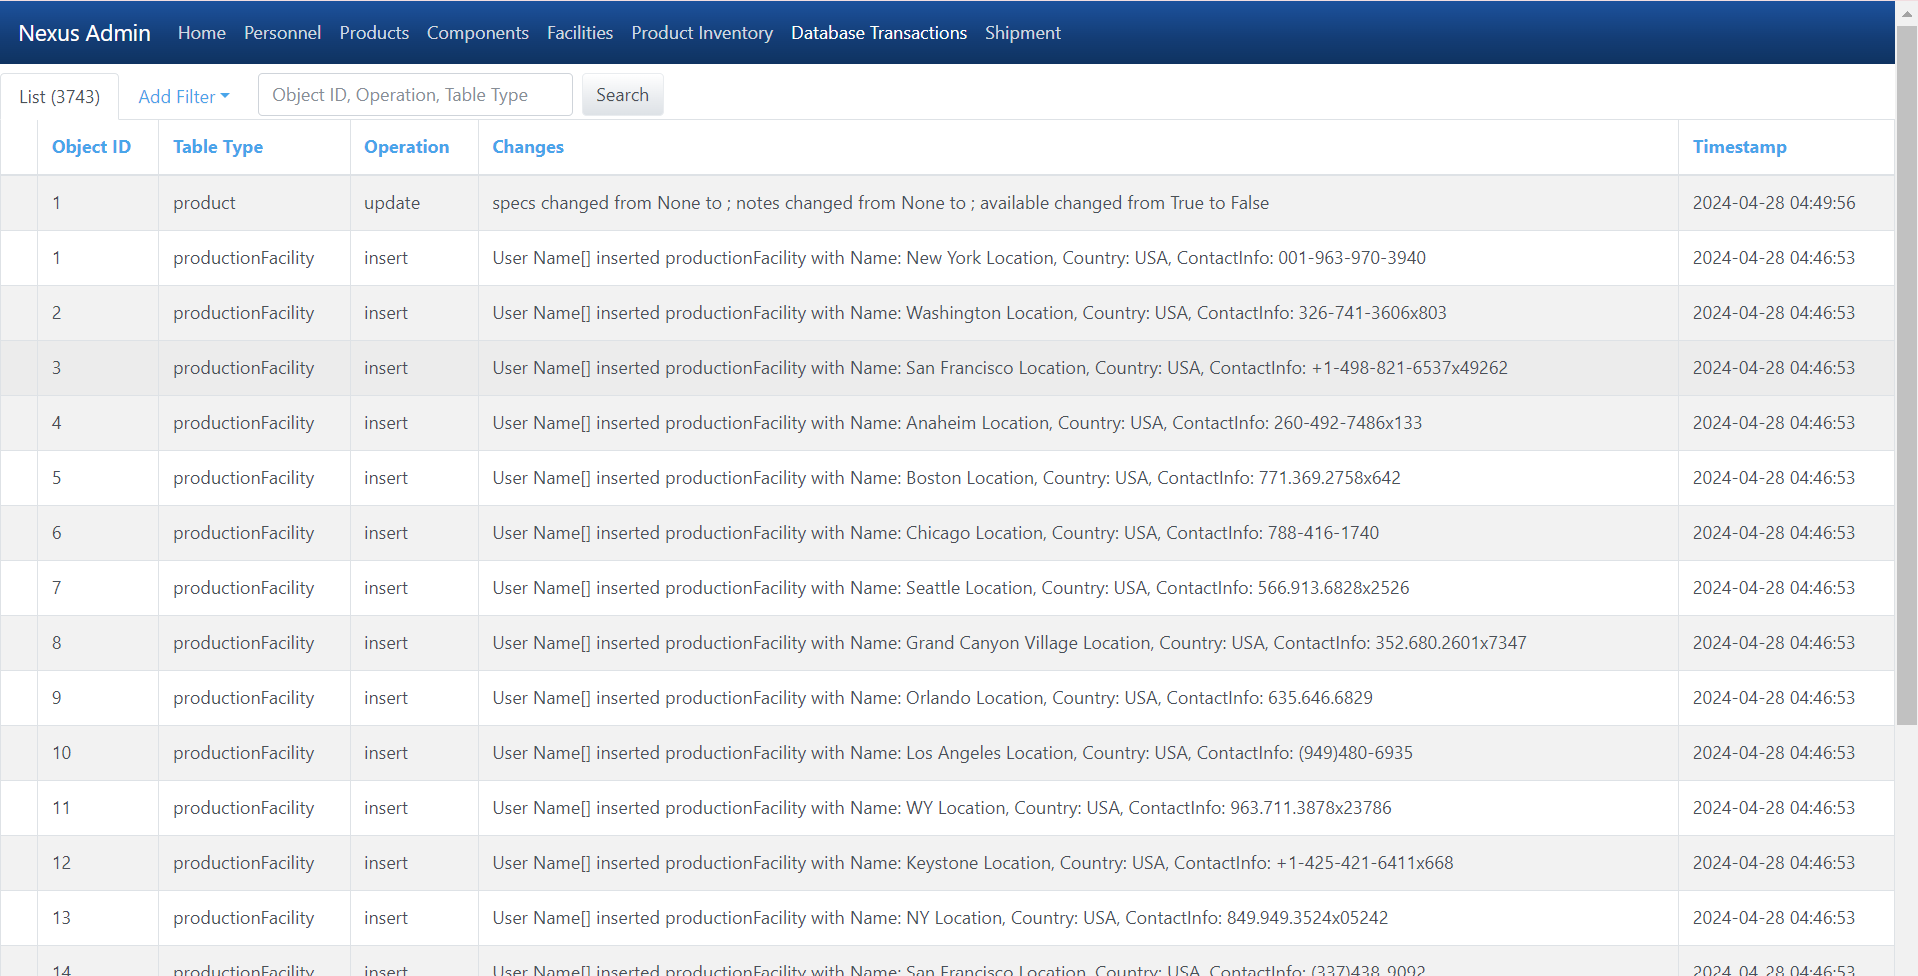 Nexus Admin Home Personnel Products Components Facilities Product Inventory Database Transactions Shipment
List (3743) Add Filter Object ID, Operation, Table Type Search
Object ID Table Type Operation Changes Timestamp
1 product update specs changed from None to ; notes changed from None to ; available changed from True to False 2024-04-28 04:49:56
1 productionFacility insert User Name[] inserted productionFacility with Name: New York Location, Country: USA, ContactInfo: 001-963-970-3940 2024-04-28 04:46:53
2 productionFacility insert User Name[] inserted productionFacility with Name: Washington Location, Country: USA, ContactInfo: 326-741-3606x803 2024-04-28 04:46:53
3 productionFacility insert User Name[] inserted productionFacility with Name: San Francisco Location, Country: USA, ContactInfo: +1-498-821-6537x49262 2024-04-28 04:46:53
4 productionFacility insert User Name[] inserted productionFacility with Name: Anaheim Location, Country: USA, ContactInfo: 260-492-7486x133 2024-04-28 04:46:53
5 productionFacility insert User Name[] inserted productionFacility with Name: Boston Location, Country: USA, ContactInfo: 771.369.2758x642 2024-04-28 04:46:53
6 productionFacility insert User Name[] inserted productionFacility with Name: Chicago Location, Country: USA, ContactInfo: 788-416-1740 2024-04-28 04:46:53
7 productionFacility insert User Name[] inserted productionFacility with Name: Seattle Location, Country: USA, ContactInfo: 566.913.6828x2526 2024-04-28 04:46:53
8 productionFacility insert User Name[] inserted productionFacility with Name: Grand Canyon Village Location, Country: USA, ContactInfo: 352.680.2601x7347 2024-04-28 04:46:53
9 productionFacility insert User Name[] inserted productionFacility with Name: Orlando Location, Country: USA, ContactInfo: 635.646.6829 2024-04-28 04:46:53
10 productionFacility insert User Name[] inserted productionFacility with Name: Los Angeles Location, Country: USA, ContactInfo: (949)480-6935 2024-04-28 04:46:53
11 productionFacility insert User Name[] inserted productionFacility with Name: WY Location, Country: USA, ContactInfo: 963.711.3878x23786 2024-04-28 04:46:53
12 productionFacility insert User Name[] inserted productionFacility with Name: Keystone Location, Country: USA, ContactInfo: +1-425-421-6411x668 2024-04-28 04:46:53
13 productionFacility insert User Name[] inserted productionFacility with Name: NY Location, Country: USA, ContactInfo: 849.949.3524x05242 2024-04-28 04:46:53
14 productionFacility insert User Name[] inserted productionFacility with Name: San Francisco Location, Country: USA, ContactInfo: (337)438-9092 2024-04-28 04:46:53